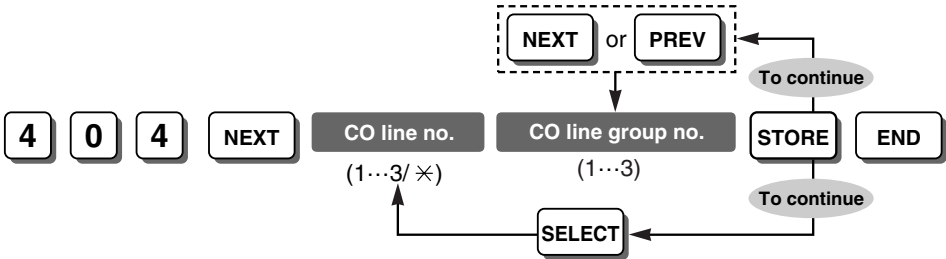 NEXT or PREV
To continue
4 0 4 NEXT CO line no. CO line group no. STORE END
(1···3/ ✳) (1···3)
To continue
SELECT